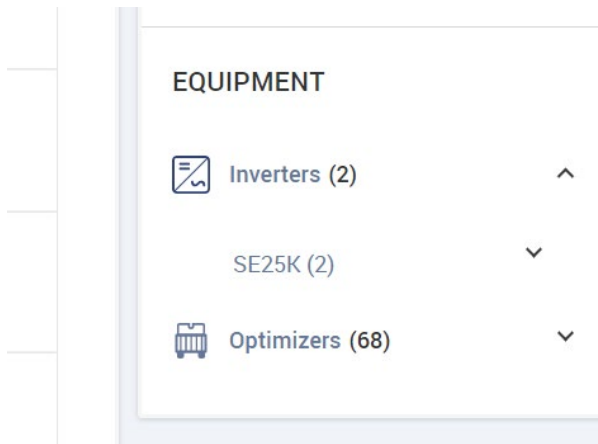 EQUIPMENT
Inverters (2)
SE25K (2)
Optimizers (68)